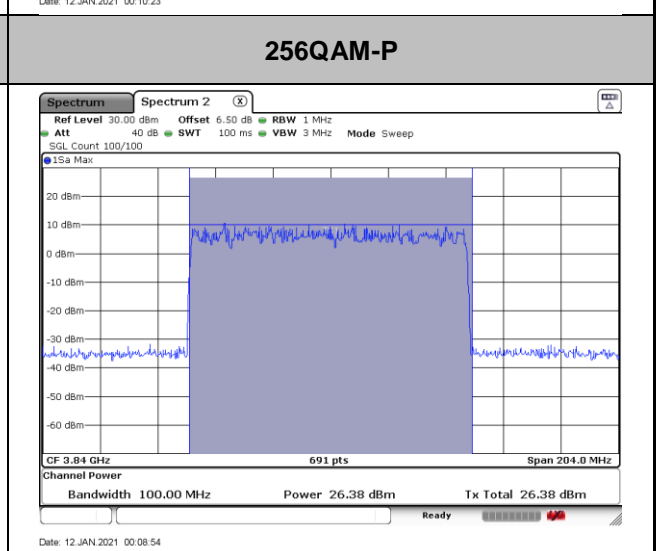 Date: 12.JAN.2021 00:10:23
256QAM-P
Spectrum Spectrum 2 X
Ref Level 30.00 dBm Offset 6.50 dB RBW 1 MHz
Att 40 dB SWT 100 ms VBW 3 MHz Mode Sweep
SGL Count 100/100
1Sa Max
20 dBm
10 dBm
0 dBm
-10 dBm
-20 dBm
-30 dBm
-40 dBm
-50 dBm
-60 dBm
CF 3.84 GHz 691 pts Span 204.0 MHz
Channel Power
Bandwidth 100.00 MHz Power 26.38 dBm Tx Total 26.38 dBm
Ready
Date: 12.JAN.2021 00:08:54